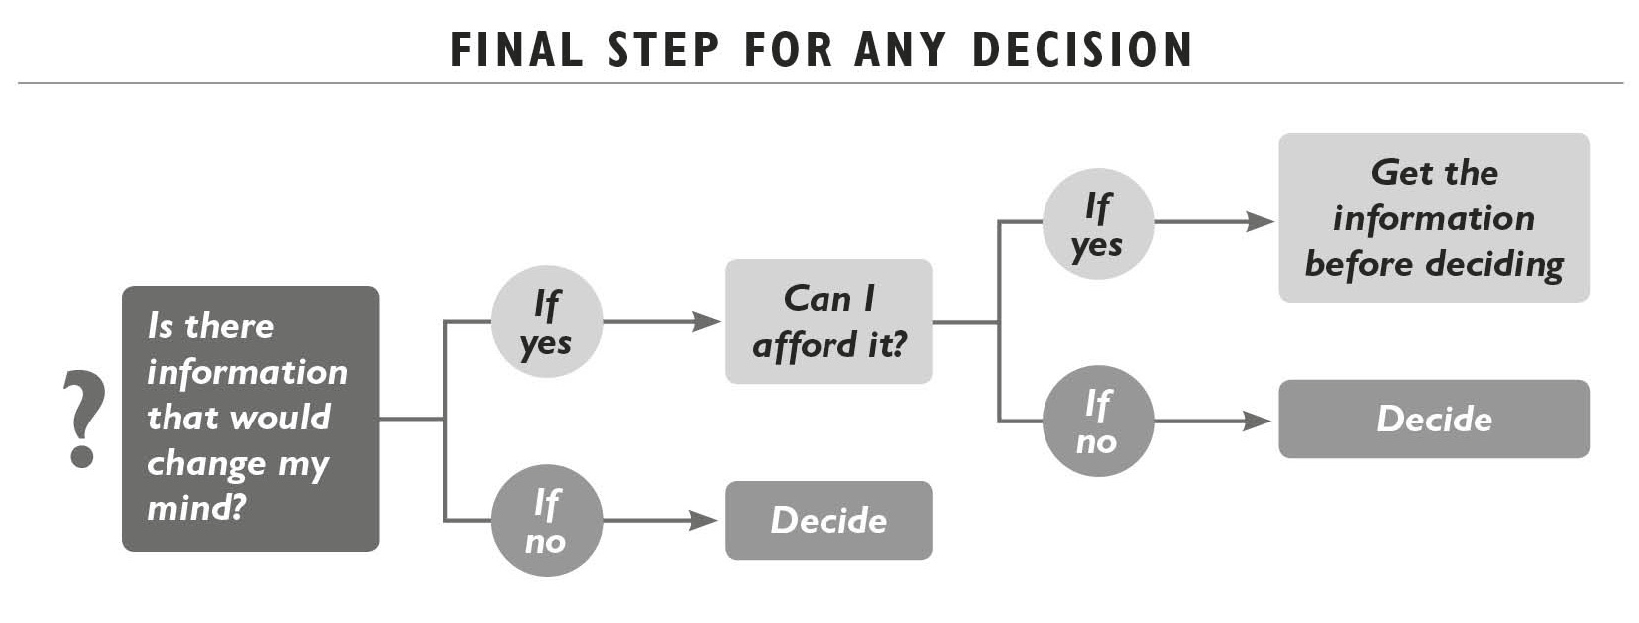 FINAL STEP FOR ANY DECISION
?
Is there
information
that would
change my
mind?
If
yes
Can I
afford it?
If
yes
Get the
information
before deciding
If
no
Decide
If
no
Decide